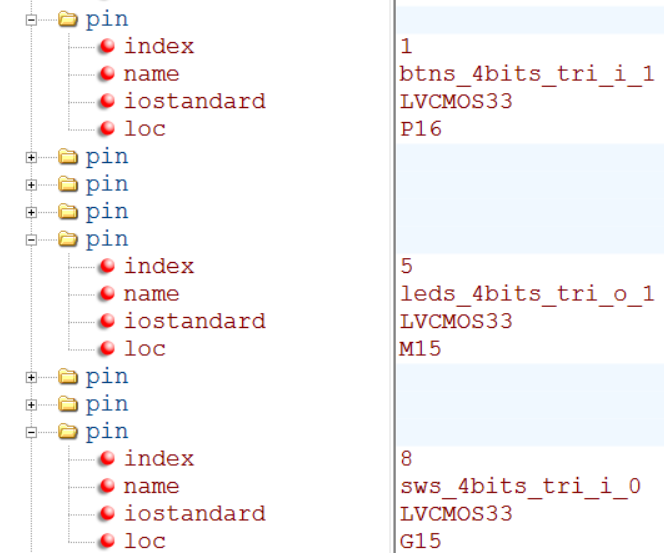 pin
index 1
name btns_4bits_tri_i_1
iostandard LVCMOS33
loc P16
pin
pin
pin
pin
index 5
name leds_4bits_tri_o_1
iostandard LVCMOS33
loc M15
pin
pin
pin
index 8
name sws_4bits_tri_i_0
iostandard LVCMOS33
loc G15